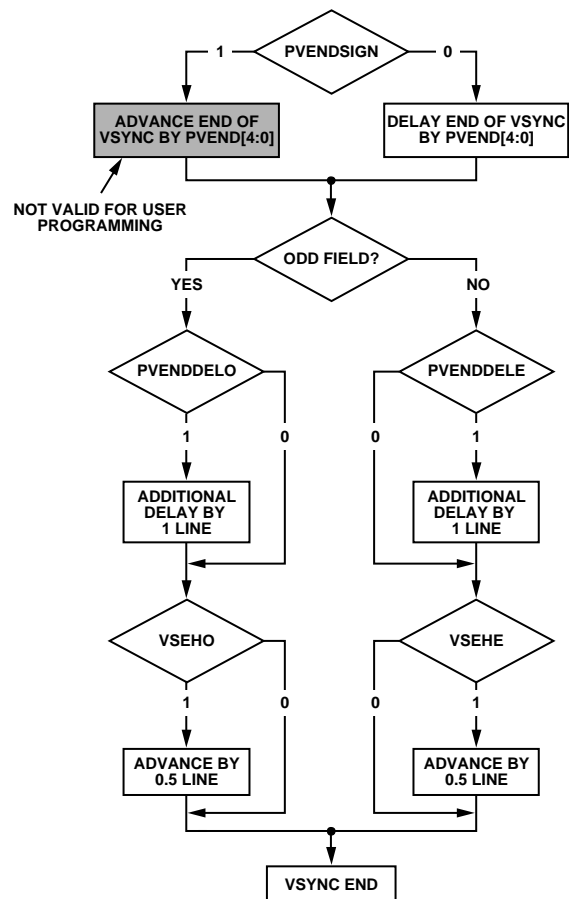 PVENDSIGN
1
0
ADVANCE END OF
VSYNC BY PVEND[4:0]
DELAY END OF VSYNC
BY PVEND[4:0]
NOT VALID FOR USER
PROGRAMMING
ODD FIELD?
YES
NO
PVENDDELO
PVENDDELE
1
0
0
1
ADDITIONAL
DELAY BY
1 LINE
ADDITIONAL
DELAY BY
1 LINE
VSEHO
VSEHE
1
0
0
1
ADVANCE BY
0.5 LINE
ADVANCE BY
0.5 LINE
VSYNC END